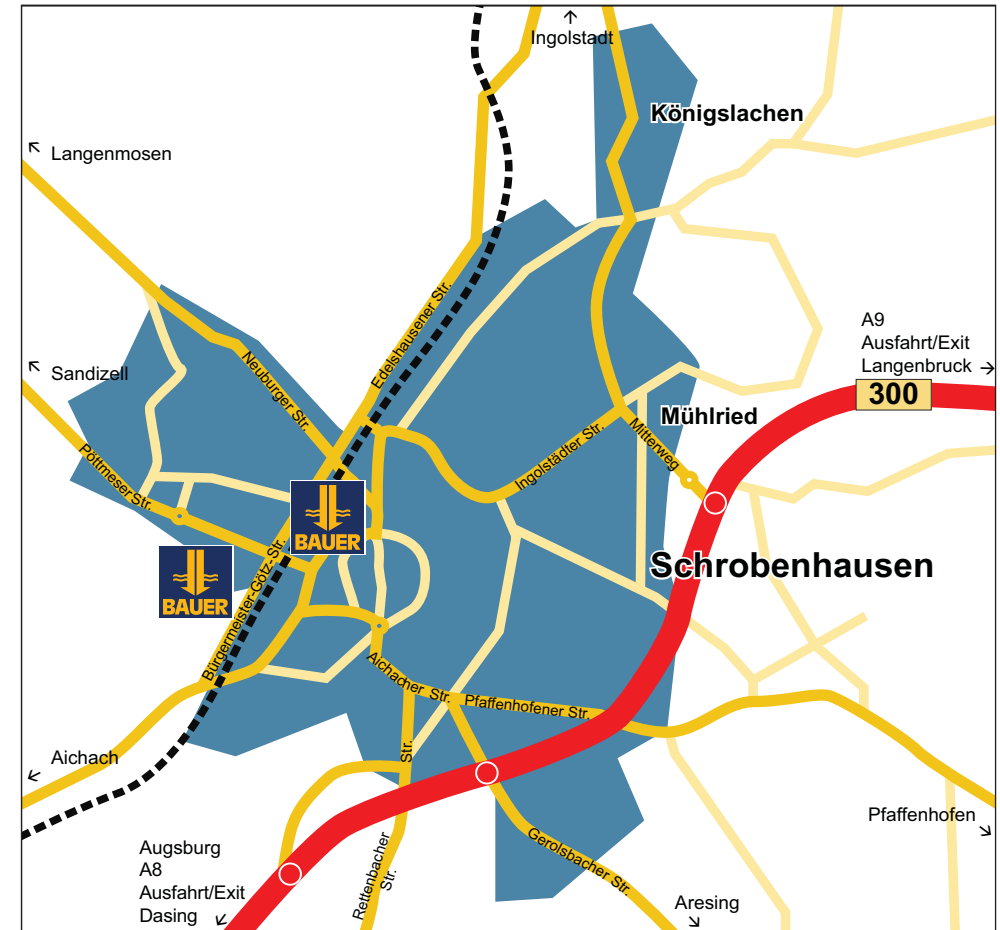 Ingolstadt
Königslachen
Langenmosen
A9
Ausfahrt/Exit
Langenbruck
Sandizell
300
Edelshausener Str.
Neuburger Str.
Mühlried
Mitterweg
Ingolstädter Str.
Pöttmeser Str.
BAUER
BAUER
Schrobenhausen
Bürgermeister-Götz-Str.
Aichacher Str.
Pfaffenhofener Str.
Str.
Aichach
Pfaffenhofen
Augsburg
A8
Ausfahrt/Exit
Dasing
Rettenbacher
Str.
Gerolsbacher Str.
Aresing